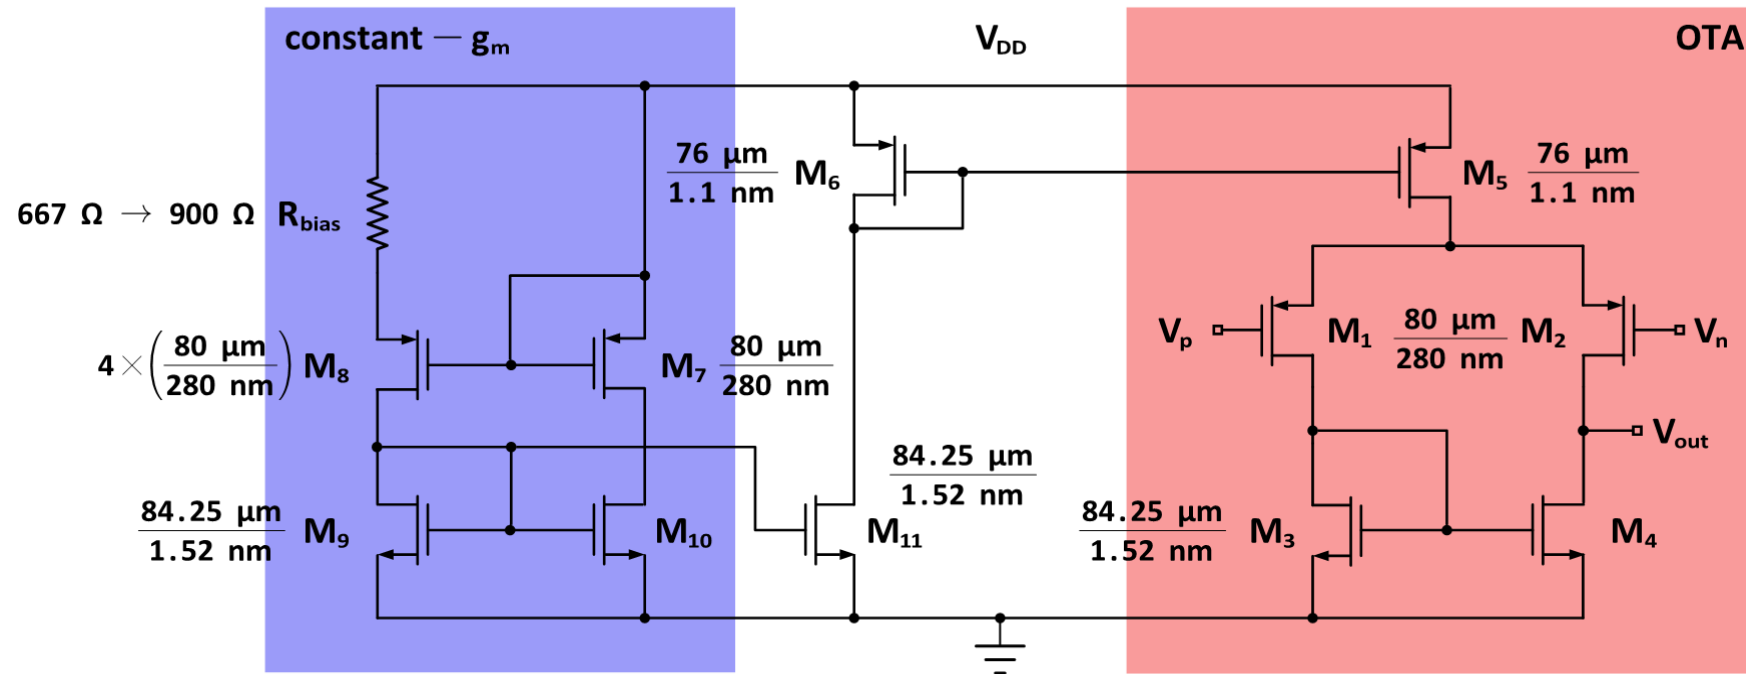 constant − gm
VDD
OTA
76 μm
1.1 nm
M6
M5
76 μm
1.1 nm
667 Ω → 900 Ω Rbias
4 × (80 μm
280 nm) M8
M7
80 μm
280 nm
Vp
M1
80 μm
280 nm
M2
Vn
Vout
84.25 μm
1.52 nm
M9
M10
84.25 μm
1.52 nm
M11
84.25 μm
1.52 nm
M3
M4